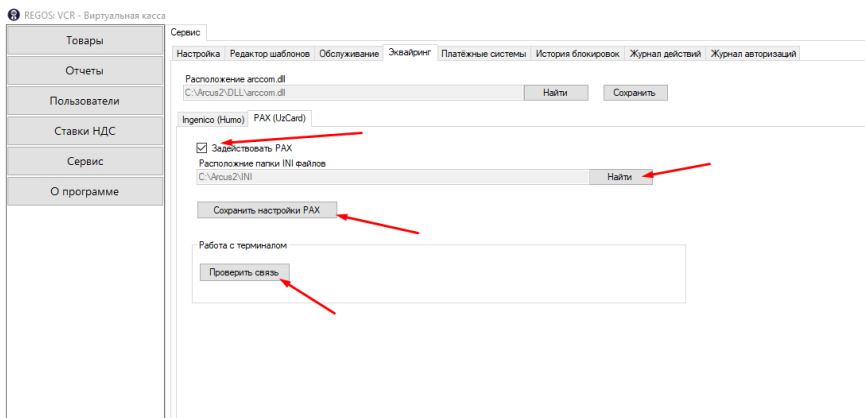 REGOS: VCR - Виртуальная касса
Товары
Отчеты
Пользователи
Ставки НДС
Сервис
О программе
Сервис
Настройка Редактор шаблонов Обслуживание Эквайринг Платёжные системы История блокировок Журнал действий Журнал авторизаций
Расположение arccom.dll
C:\Arcus2\DLL\arccom.dll Найти Сохранить
Ingenico (Humo) PAX (UzCard)
Задействовать PAX
Расположние папки INI файлов
C:\Arcus2\INI Найти
Сохранить настройки PAX
Работа с терминалом
Проверить связь